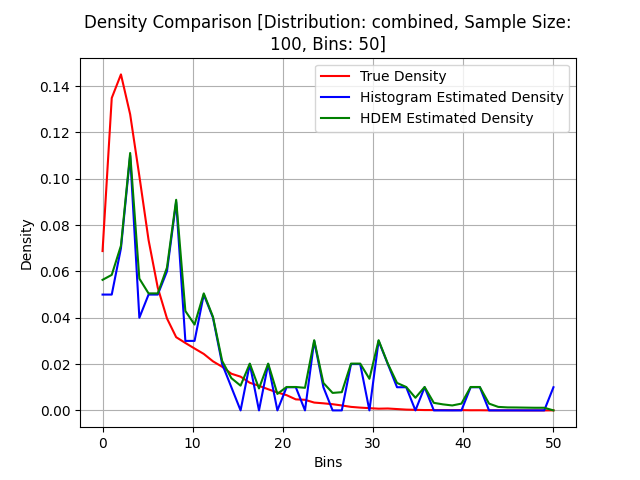 Density Comparison [Distribution: combined, Sample Size:
100, Bins: 50]
True Density
Histogram Estimated Density
HDEM Estimated Density
Density
0.14
0.12
0.10
0.08
0.06
0.04
0.02
0.00
0 10 20 30 40 50
Bins